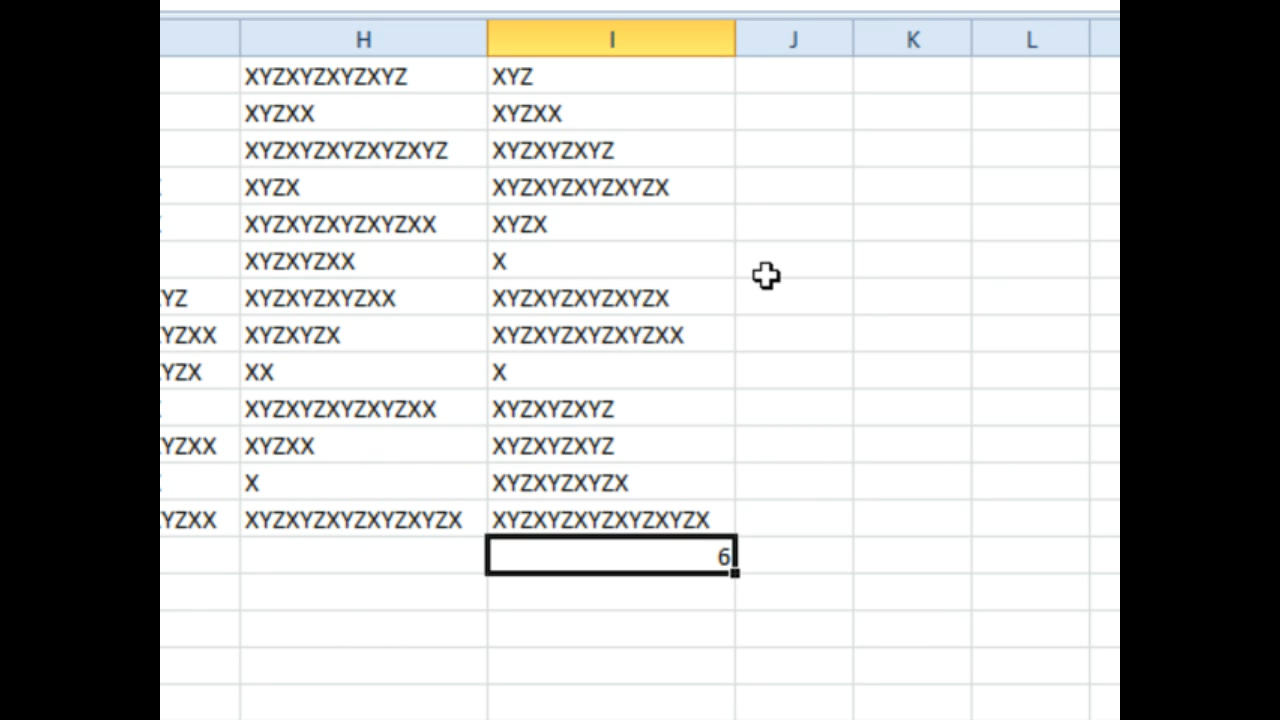 H I J K L
XYZXYZXYZXYZ XYZ
XYZXX XYZXX
XYZXYZXYZXYZXYZ XYZXYZXYZ
XYZX XYZXYZXYZXYZX
XYZXYZXYZXYZXX XYZX
XYZXYZXX X
YZ XYZXYZXYZXX XYZXYZXYZXYZX
YZXX XYZXYZX XYZXYZXYZXYZXX
YZX XX X
XYZXYZXYZXYZXX XYZXYZXYZ
YZXX XYZXX XYZXYZXYZ
X XYZXYZXYZX
YZXX XYZXYZXYZXYZXYZX XYZXYZXYZXYZXYZX
6